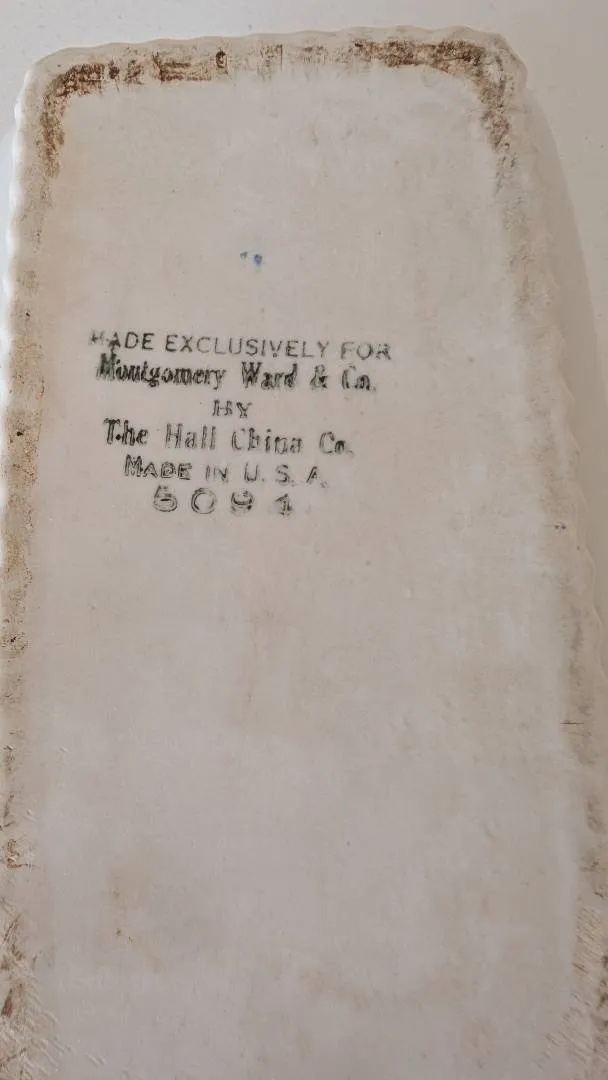 MADE EXCLUSIVELY FOR
Montgomery Ward & Co.
BY
The Hall China Co.
MADE IN U. S. A.
5091